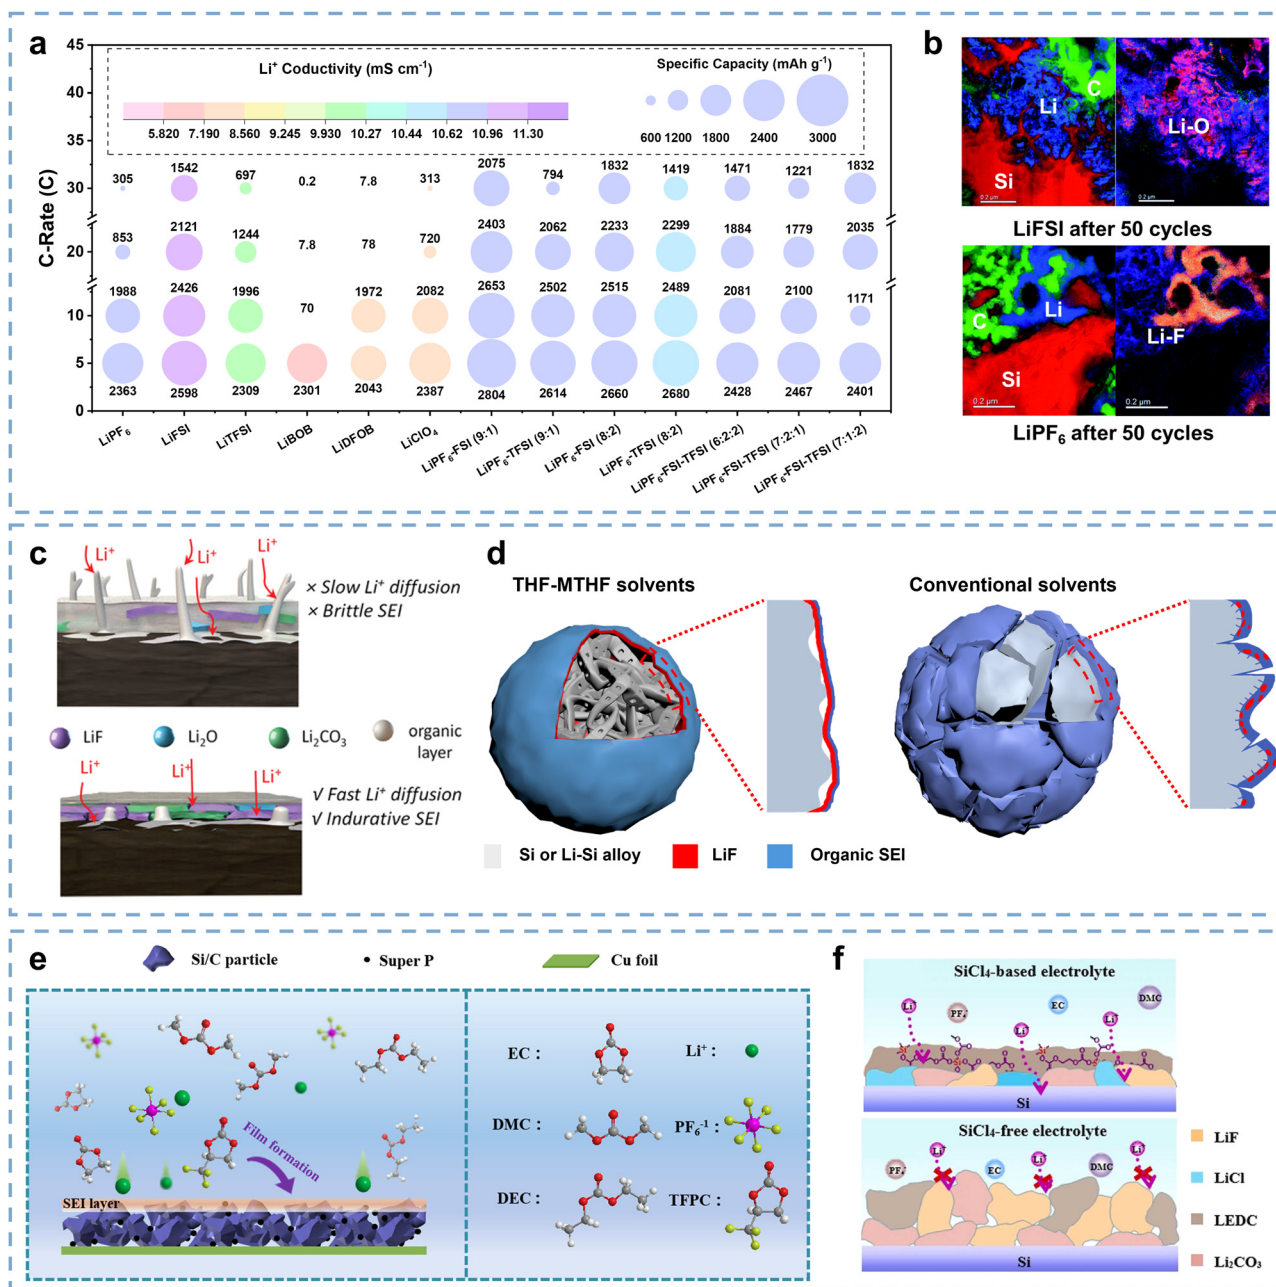 a
45
40
35
30
20
10
5
0
C-Rate (C)
Li⁺ Coductivity (mS cm⁻¹)
5.820 7.190 8.560 9.245 9.930 10.27 10.44 10.62 10.96 11.30
Specific Capacity (mAh g⁻¹)
600 1200 1800 2400 3000
305 1542 697 0.2 7.8 313 2075 794 1832 1419 1471 1221 1832
853 2121 1244 7.8 78 720 2403 2062 2233 2299 1884 1779 2035
1988 2426 1996 70 1972 2082 2653 2502 2515 2489 2081 2100 1171
2363 2598 2309 2301 2043 2387 2804 2614 2660 2680 2428 2467 2401
LiPF₆
LiFSI
LiTFSI
LiBOB
LiDFOB
LiClO₄
LiPF₆-FSI (9:1)
LiPF₆-TFSI (9:1)
LiPF₆-FSI (8:2)
LiPF₆-TFSI (8:2)
LiPF₆-FSI-TFSI (6:2:2)
LiPF₆-FSI-TFSI (7:2:1)
LiPF₆-FSI-TFSI (7:1:2)
b
C
Li
Si
0.2 μm
Li-O
0.2 μm
LiFSI after 50 cycles
C
Li
Si
0.2 μm
Li-F
0.2 μm
LiPF₆ after 50 cycles
c
Li⁺ Li⁺ Li⁺
× Slow Li⁺ diffusion
× Brittle SEI
LiF
Li₂O
Li₂CO₃
organic
layer
Li⁺ Li⁺ Li⁺
√ Fast Li⁺ diffusion
√ Indurative SEI
d
THF-MTHF solvents
Conventional solvents
Si or Li-Si alloy
LiF
Organic SEI
e
Si/C particle
Super P
Cu foil
Film formation
SEI layer
EC :
Li⁺ :
DMC :
PF₆⁻¹ :
DEC :
TFPC :
f
SiCl₄-based electrolyte
Li⁺
PF₆⁻
Li⁺
EC
Li⁺
DMC
Si
SiCl₄-free electrolyte
PF₆⁻
Li⁺
EC
Li⁺
DMC
Li⁺
Si
LiF
LiCl
LEDC
Li₂CO₃